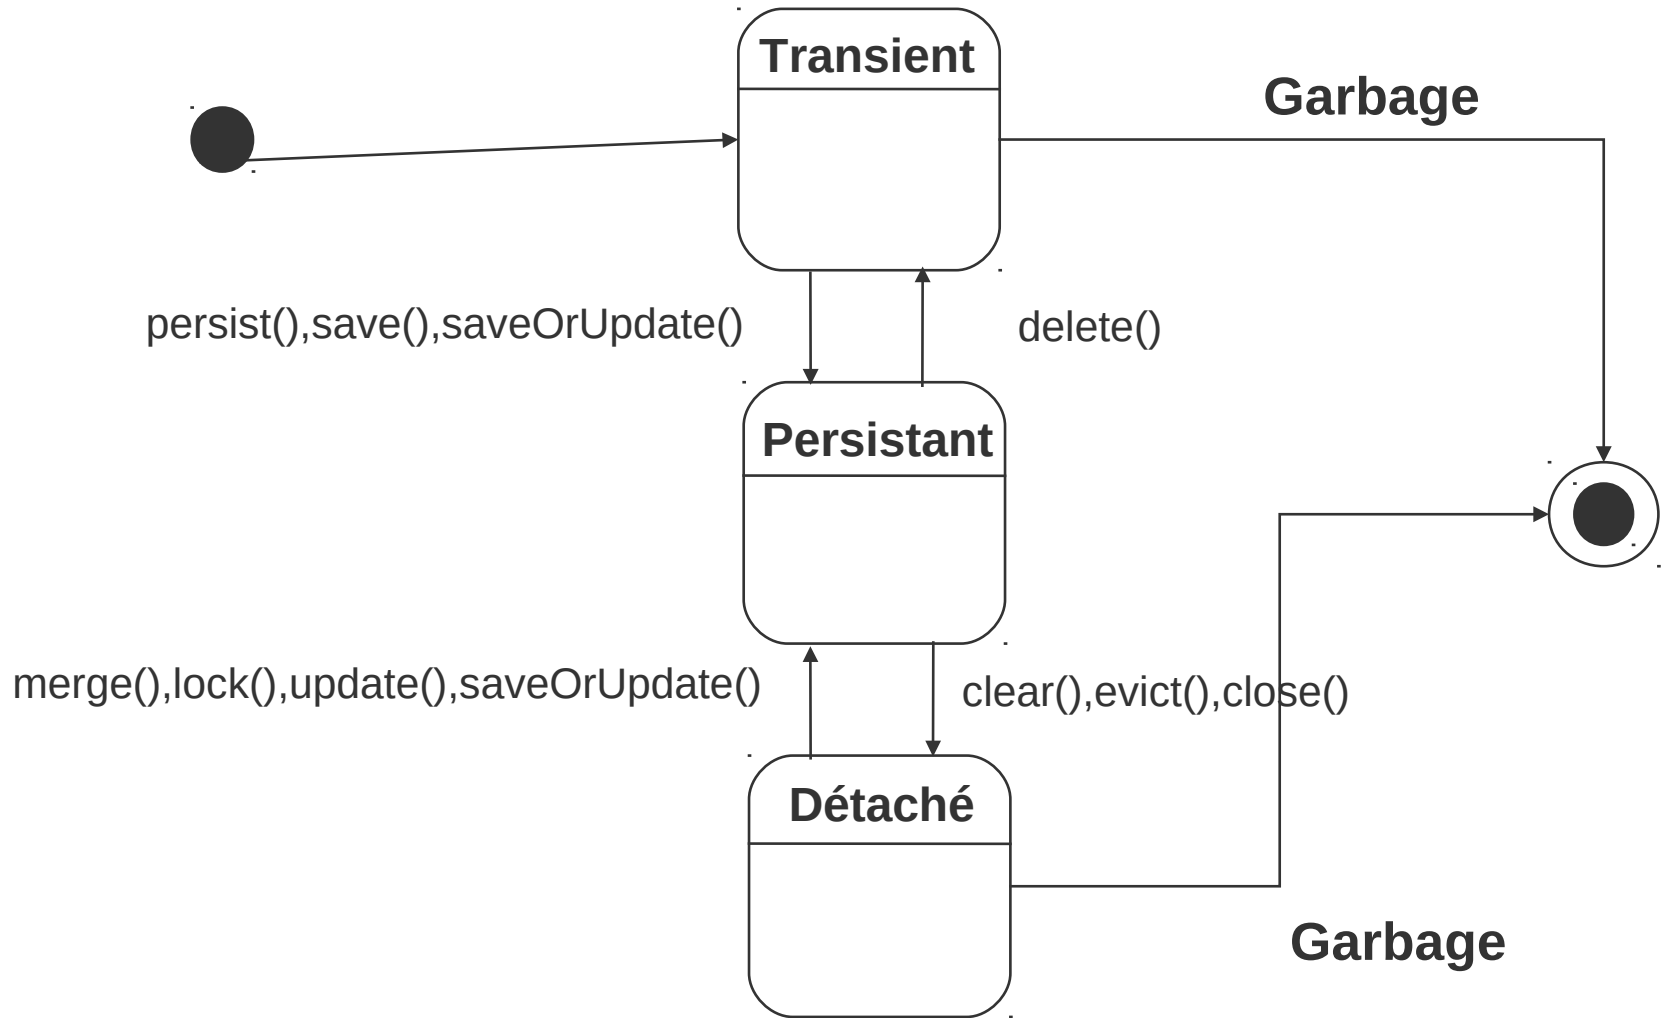 Transient
Garbage
persist(),save(),saveOrUpdate()
delete()
Persistant
merge(),lock(),update(),saveOrUpdate()
clear(),evict(),close()
Détaché
Garbage